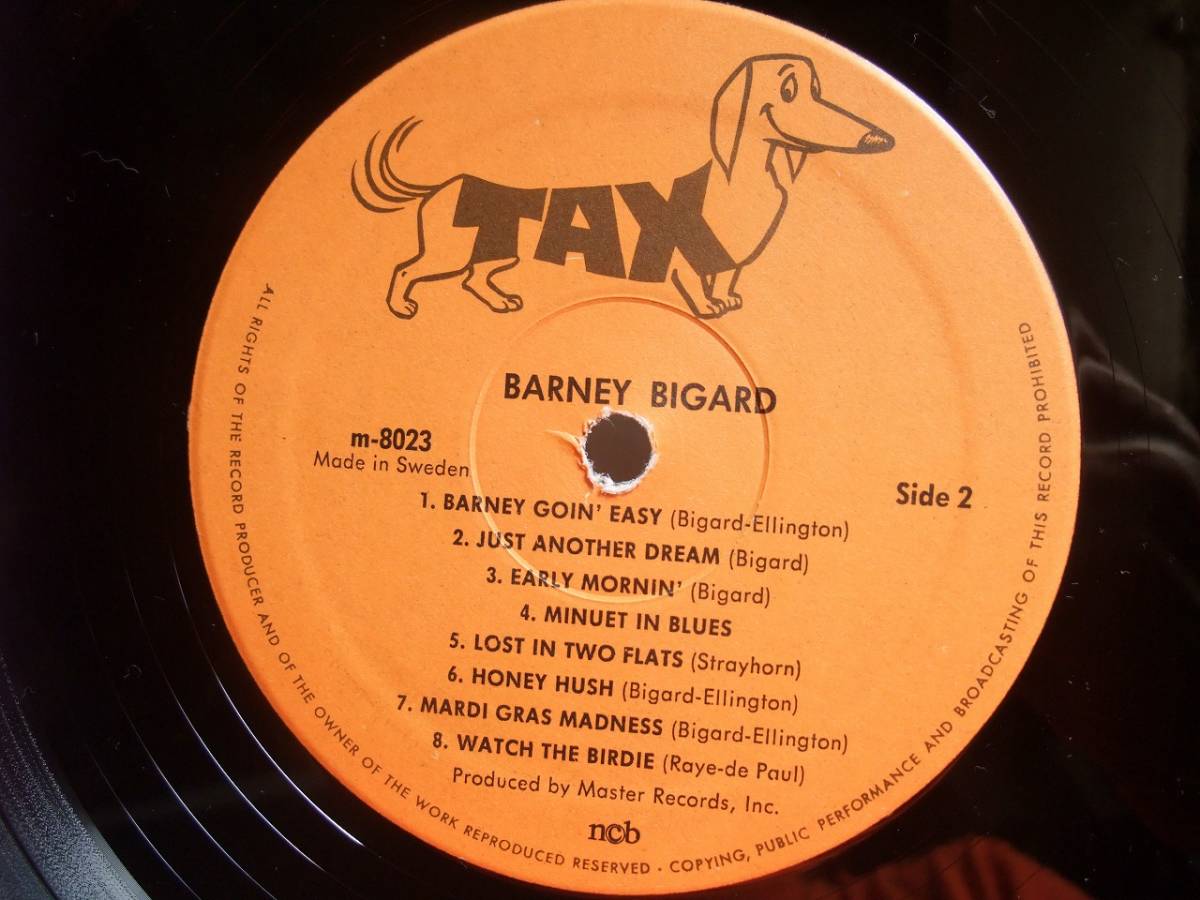 TAX
BARNEY BIGARD
m-8023
Made in Sweden
Side 2
1. BARNEY GOIN' EASY (Bigard-Ellington)
2. JUST ANOTHER DREAM (Bigard)
3. EARLY MORNIN' (Bigard)
4. MINUET IN BLUES
5. LOST IN TWO FLATS (Strayhorn)
6. HONEY HUSH (Bigard-Ellington)
7. MARDI GRAS MADNESS (Bigard-Ellington)
8. WATCH THE BIRDIE (Raye-de Paul)
Produced by Master Records, Inc.
ncb
ALL RIGHTS OF THE RECORD PRODUCER AND OF THE OWNER OF THE WORK REPRODUCED RESERVED · COPYING, PUBLIC PERFORMANCE AND BROADCASTING OF THIS RECORD PROHIBITED